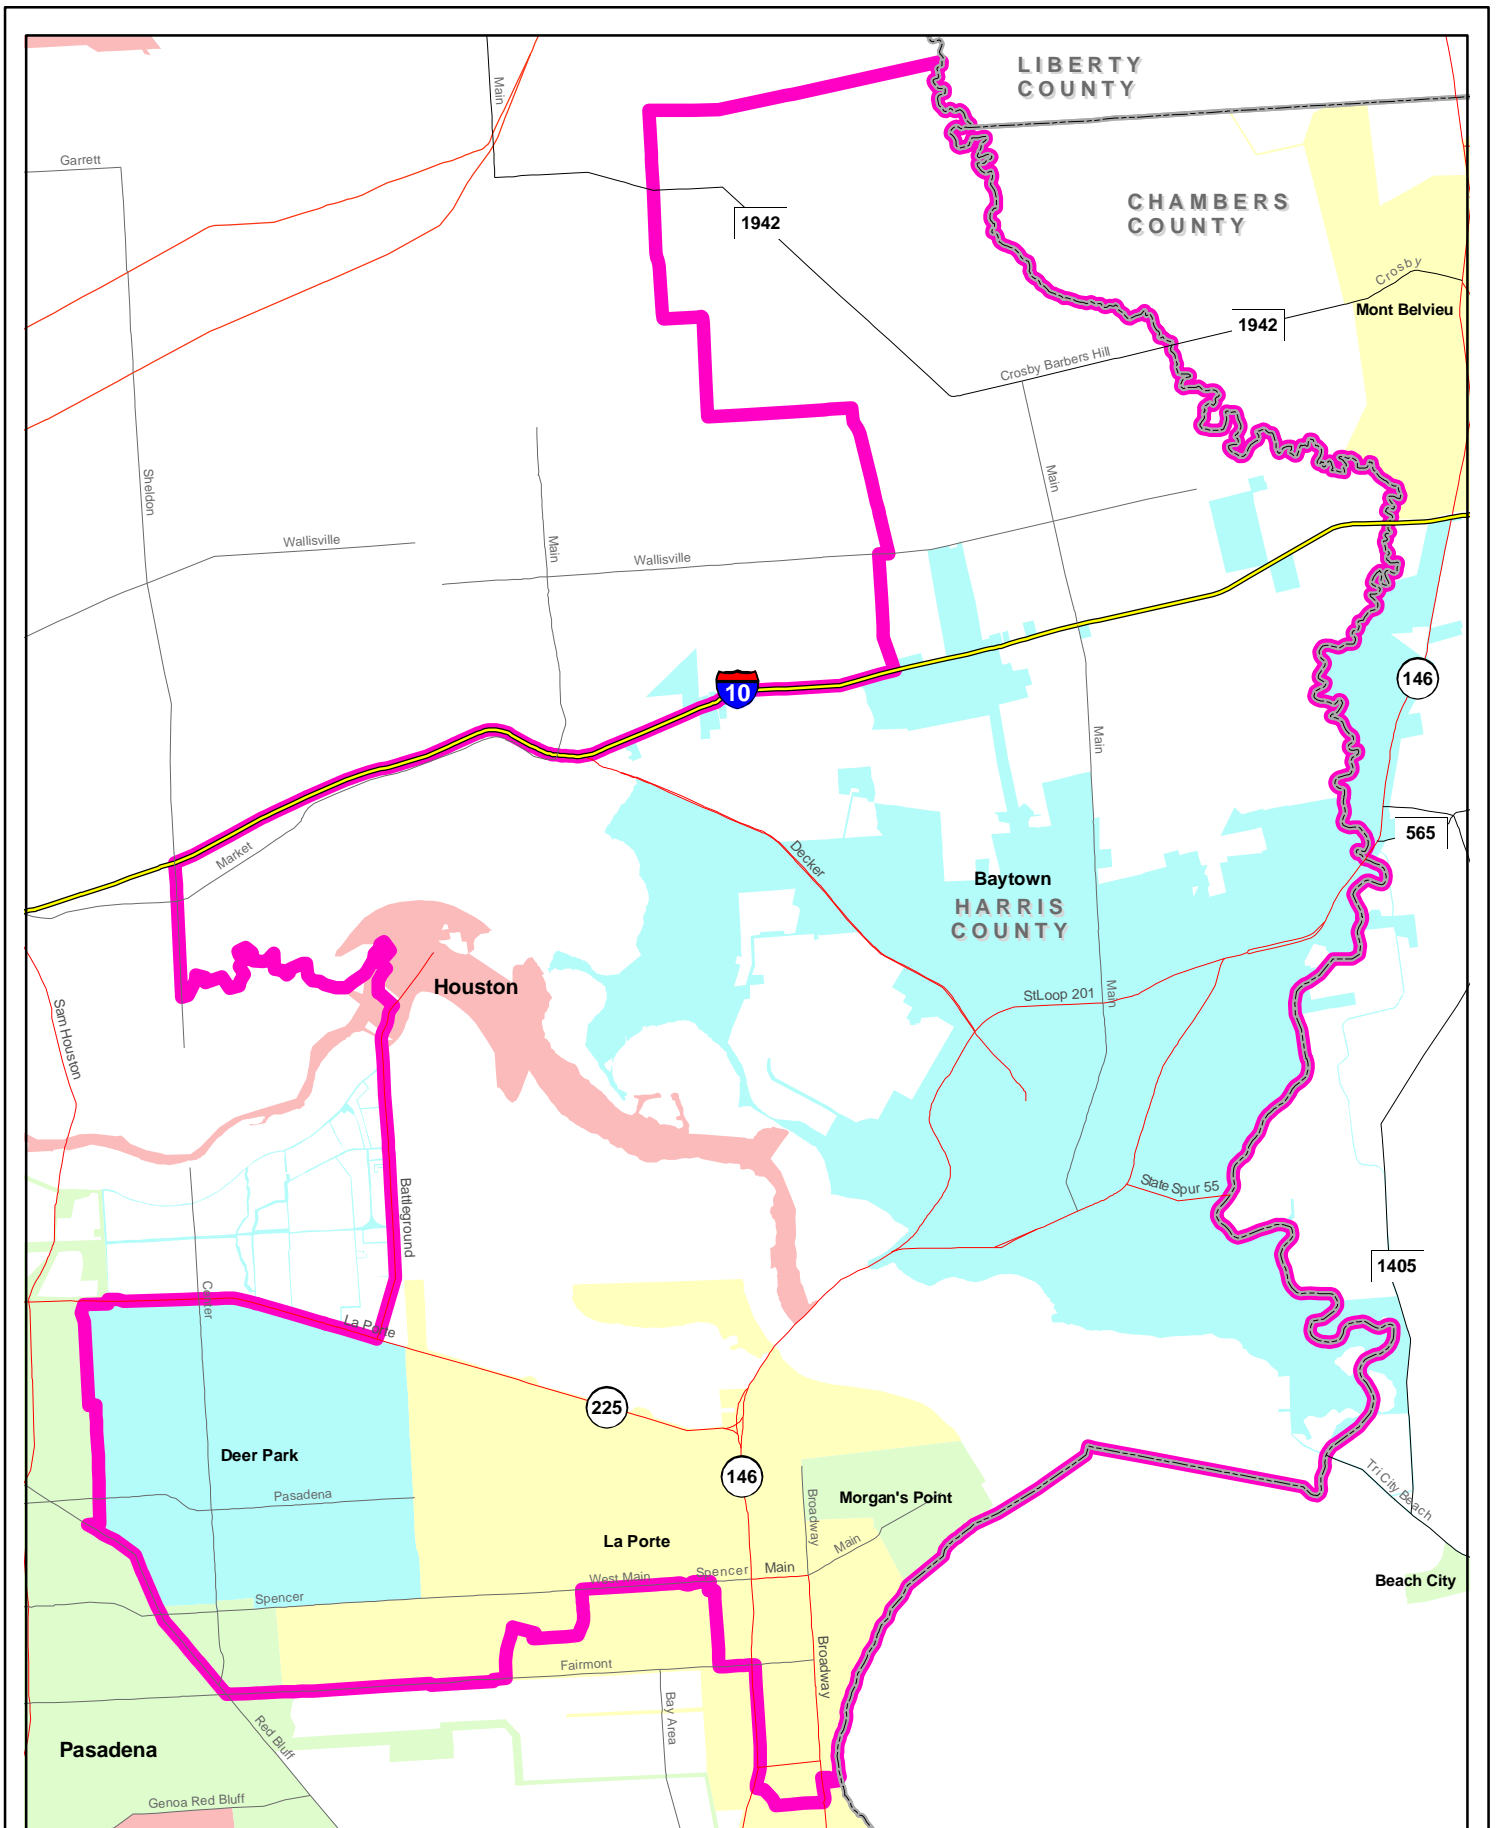 LIBERTY
COUNTY
Main
Garrett
CHAMBERS
COUNTY
1942
Crosby
Mont Belvieu
1942
Crosby Barbers Hill
Sheldon
Main
Main
Wallisville
Wallisville
146
10
Main
Market
Decker
565
Baytown
HARRIS
COUNTY
Houston
StLoop 201
Main
Sam Houston
State Spur 55
Battleground
1405
Center
La Porte
225
Deer Park
146
Morgan's Point
Broadway
Pasadena
TriCity Beach
La Porte
Main
Spencer
Main
West Main
Beach City
Spencer
Fairmont
Broadway
Bay Area
Red Bluff
Pasadena
Genoa Red Bluff